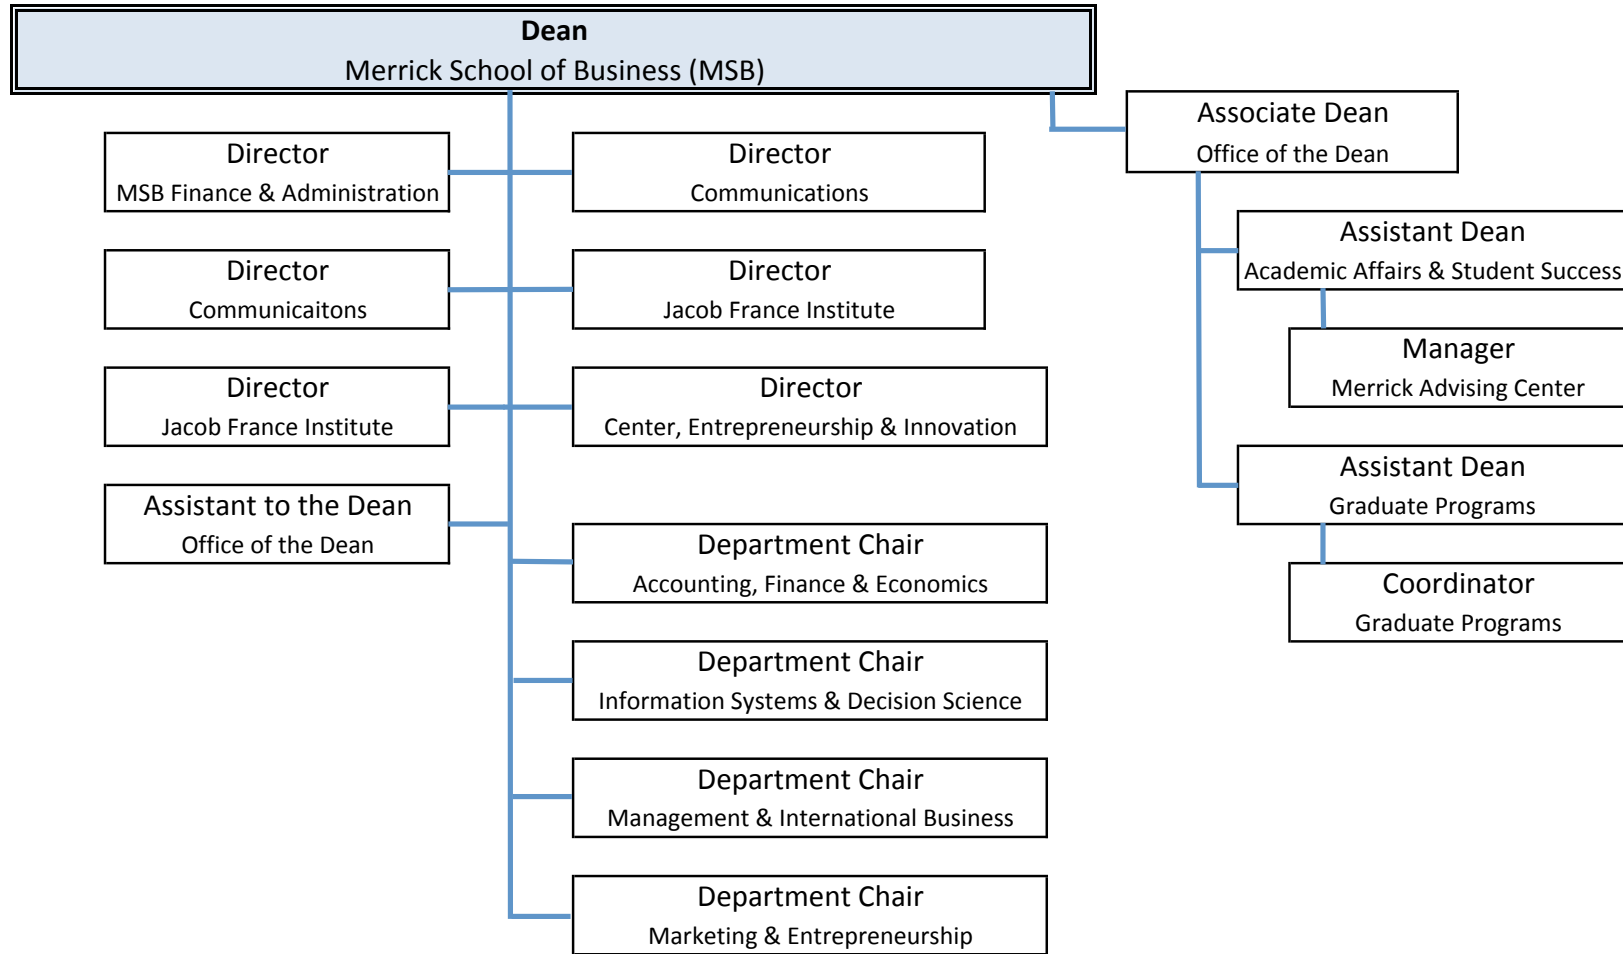 Dean
Merrick School of Business (MSB)
Associate Dean
Office of the Dean
Director
MSB Finance & Administration
Director
Communications
Director
Communicaitons
Director
Jacob France Institute
Director
Jacob France Institute
Director
Center, Entrepreneurship & Innovation
Assistant to the Dean
Office of the Dean
Department Chair
Accounting, Finance & Economics
Department Chair
Information Systems & Decision Science
Department Chair
Management & International Business
Department Chair
Marketing & Entrepreneurship
Assistant Dean
Academic Affairs & Student Success
Manager
Merrick Advising Center
Assistant Dean
Graduate Programs
Coordinator
Graduate Programs